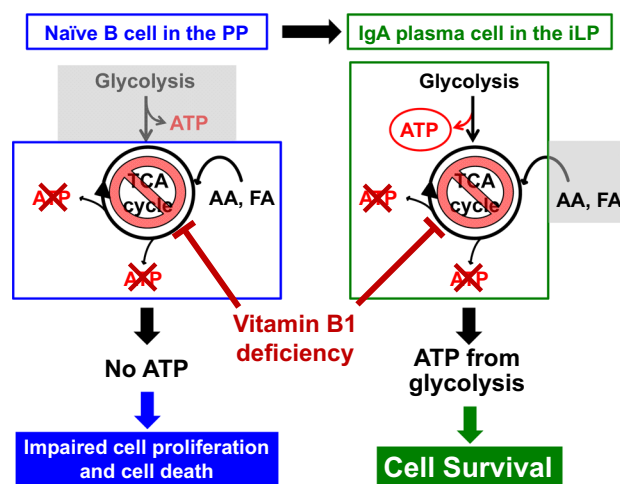 Naïve B cell in the PP
IgA plasma cell in the iLP
Glycolysis
ATP
TCA
cycle
AA, FA
ATP
ATP
Glycolysis
ATP
TCA
cycle
AA, FA
ATP
ATP
Vitamin B1
deficiency
No ATP
ATP from
glycolysis
Impaired cell proliferation
and cell death
Cell Survival